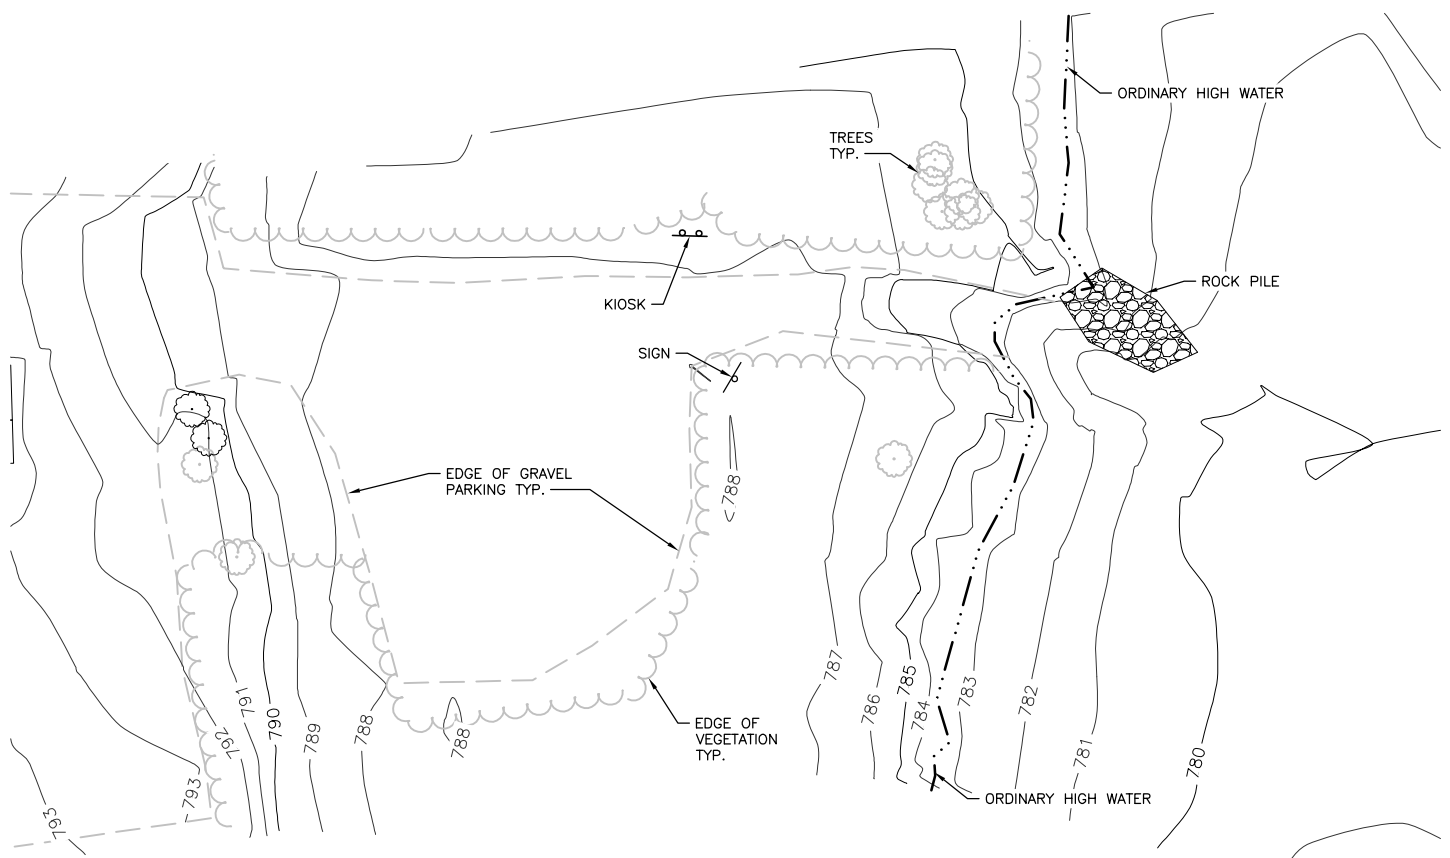 ORDINARY HIGH WATER
TREES
TYP.
ROCK PILE
KIOSK
SIGN
EDGE OF GRAVEL
PARKING TYP.
788
787
785
786
784
783
782
781
780
791
790
792
789
788
788
EDGE OF
VEGETATION
TYP.
793
793
ORDINARY HIGH WATER